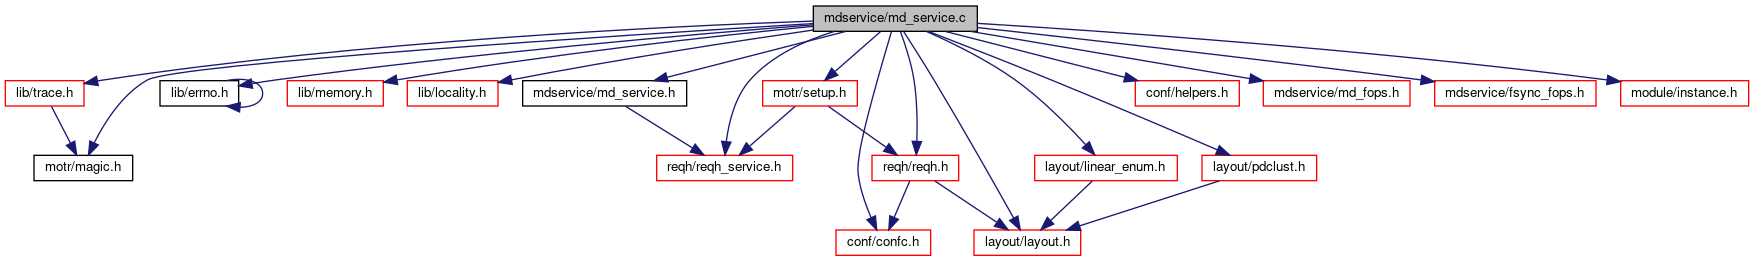 mdservice/md_service.c
lib/trace.h
lib/errno.h
lib/memory.h
lib/locality.h
mdservice/md_service.h
motr/setup.h
conf/helpers.h
mdservice/md_fops.h
mdservice/fsync_fops.h
module/instance.h
motr/magic.h
reqh/reqh_service.h
reqh/reqh.h
layout/linear_enum.h
layout/pdclust.h
conf/confc.h
layout/layout.h